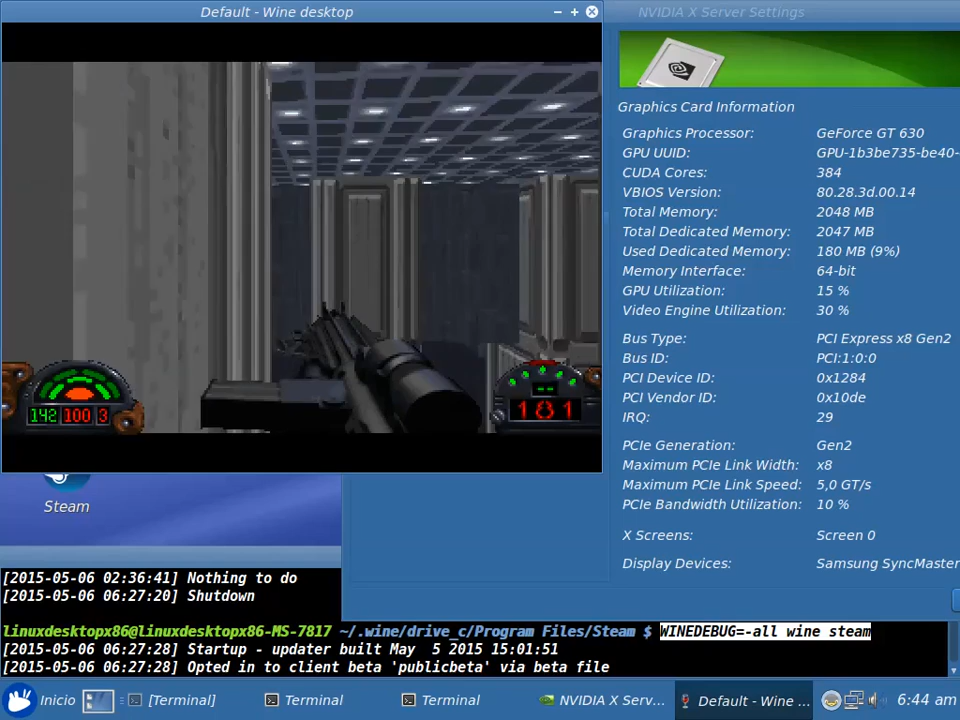 Default - Wine desktop
NVIDIA X Server Settings
Graphics Card Information
Graphics Processor: GeForce GT 630
GPU UUID: GPU-1b3be735-be40-
CUDA Cores: 384
VBIOS Version: 80.28.3d.00.14
Total Memory: 2048 MB
Total Dedicated Memory: 2047 MB
Used Dedicated Memory: 180 MB (9%)
Memory Interface: 64-bit
GPU Utilization: 15 %
Video Engine Utilization: 30 %
Bus Type: PCI Express x8 Gen2
Bus ID: PCI:1:0:0
PCI Device ID: 0x1284
PCI Vendor ID: 0x10de
IRQ: 29
PCIe Generation: Gen2
Maximum PCIe Link Width: x8
Maximum PCIe Link Speed: 5,0 GT/s
PCIe Bandwidth Utilization: 10 %
X Screens: Screen 0
Display Devices: Samsung SyncMaster
142 100 3
Steam
[2015-05-06 02:36:41] Nothing to do
[2015-05-06 06:27:20] Shutdown
linuxdesktopx86@linuxdesktopx86-MS-7817 ~/.wine/drive_c/Program Files/Steam $ WINEDEBUG=-all wine steam
[2015-05-06 06:27:28] Startup - updater built May  5 2015 15:01:51
[2015-05-06 06:27:28] Opted in to client beta 'publicbeta' via beta file
Inicio [Terminal] Terminal Terminal NVIDIA X Serv... Default - Wine ... 6:44 am